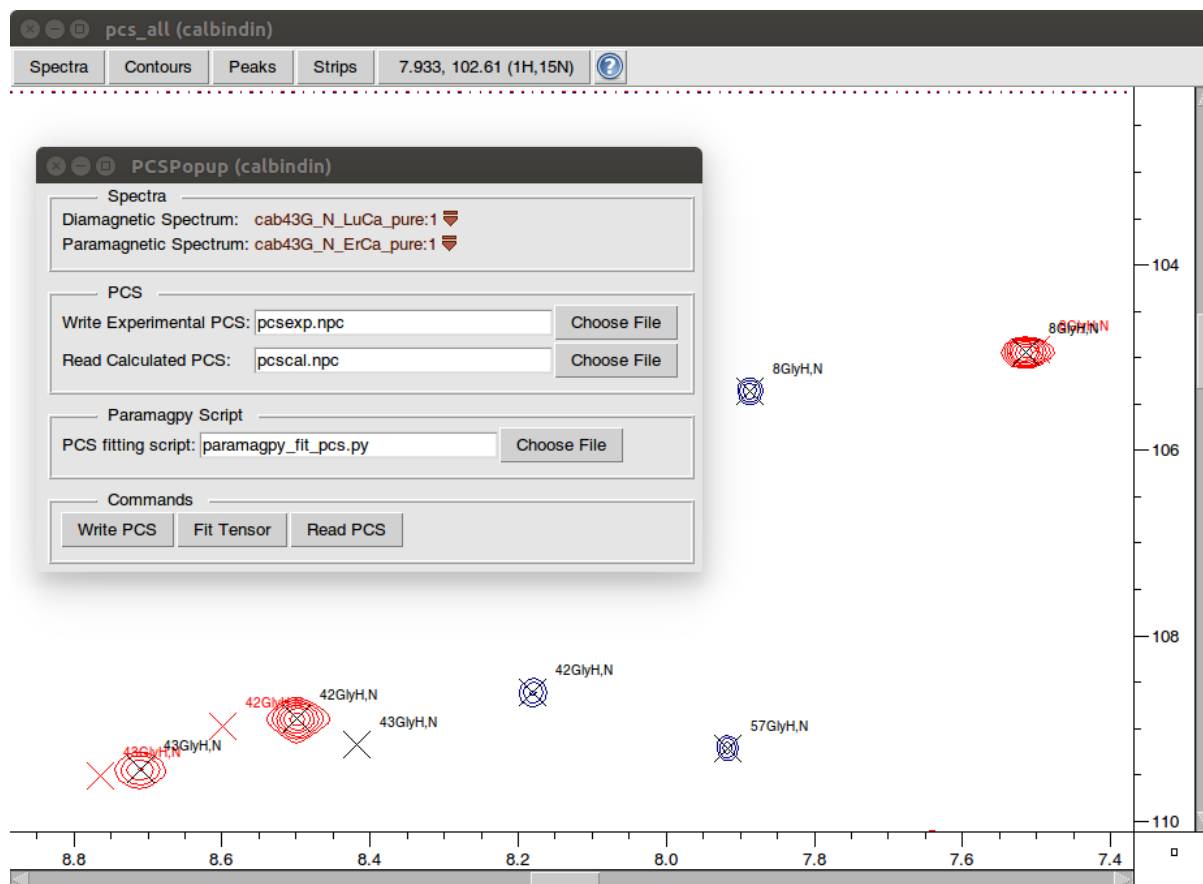 pcs_all (calbindin)
Spectra Contours Peaks Strips 7.933, 102.61 (1H,15N) ?
PCSPopup (calbindin)
Spectra
Diamagnetic Spectrum: cab43G_N_LuCa_pure:1
Paramagnetic Spectrum: cab43G_N_ErCa_pure:1
PCS
Write Experimental PCS: pcsexp.npc Choose File
Read Calculated PCS: pcscal.npc Choose File
Paramagpy Script
PCS fitting script: paramagpy_fit_pcs.py Choose File
Commands
Write PCS Fit Tensor Read PCS
104
8GlyH,N 8GlyH,N
8GlyH,N
106
108
42GlyH,N
42GlyH,N 42GlyH,N
43GlyH,N
57GlyH,N
43GlyH,N 43GlyH,N
110
8.8 8.6 8.4 8.2 8.0 7.8 7.6 7.4